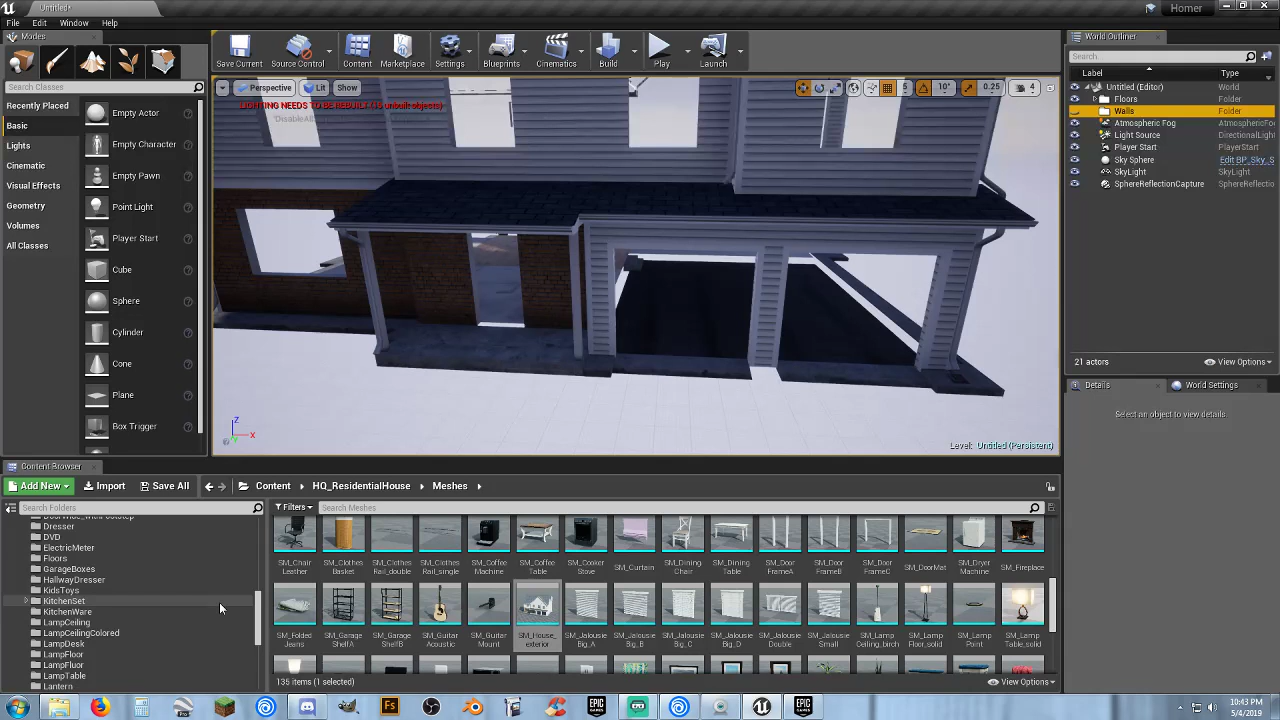 Untitled*
Homer
File Edit Window Help
Modes
Search Classes
Recently Placed
Basic
Lights
Cinematic
Visual Effects
Geometry
Volumes
All Classes
Empty Actor
Empty Character
Empty Pawn
Point Light
Player Start
Cube
Sphere
Cylinder
Cone
Plane
Box Trigger
Save Current Source Control Content Marketplace Settings Blueprints Cinematics Build Play Launch
Perspective Lit Show
5 10° 0.25 4
LIGHTING NEEDS TO BE REBUILT (15 unbuilt objects)
Z
X
Level: Untitled (Persistent)
World Outliner
Search...
Label Type
Untitled (Editor) World
Floors Folder
Walls Folder
Atmospheric Fog AtmosphericFo
Light Source DirectionalLigh
Player Start PlayerStart
Sky Sphere Edit BP_Sky_S
SkyLight SkyLight
SphereReflectionCapture SphereReflectio
21 actors View Options
Details World Settings
Select an object to view details.
Content Browser
Add New Import Save All Content HQ_ResidentialHouse Meshes
Search Folders
Filters Search Meshes
Dresser
DVD
ElectricMeter
Floors
GarageBoxes
HallwayDresser
KidsToys
KitchenSet
KitchenWare
LampCeiling
LampCeilingColored
LampDesk
LampFloor
LampFloor
LampTable
Lantern
SM_Chair Leather
SM_Clothes Basket
SM_Clothes Rail_double
SM_Clothes Rail_single
SM_Coffee Machine
SM_Coffee Table
SM_Cooker Stove
SM_Curtain
SM_Dining Chair
SM_Dining Table
SM_Door FrameA
SM_Door FrameB
SM_Door FrameC
SM_DoorMat
SM_Dryer Machine
SM_Fireplace
SM_Folded Jeans
SM_Garage ShelfA
SM_Garage ShelfB
SM_Guitar Acoustic
SM_Guitar Mount
SM_House_ exterior
SM_Jalousie Big_A
SM_Jalousie Big_B
SM_Jalousie Big_C
SM_Jalousie Big_D
SM_Jalousie Double
SM_Jalousie Small
SM_Lamp Ceiling_birch
SM_Lamp Floor_solid
SM_Lamp Point
SM_Lamp Table_solid
135 items (1 selected) View Options
10:43 PM
5/4/2019